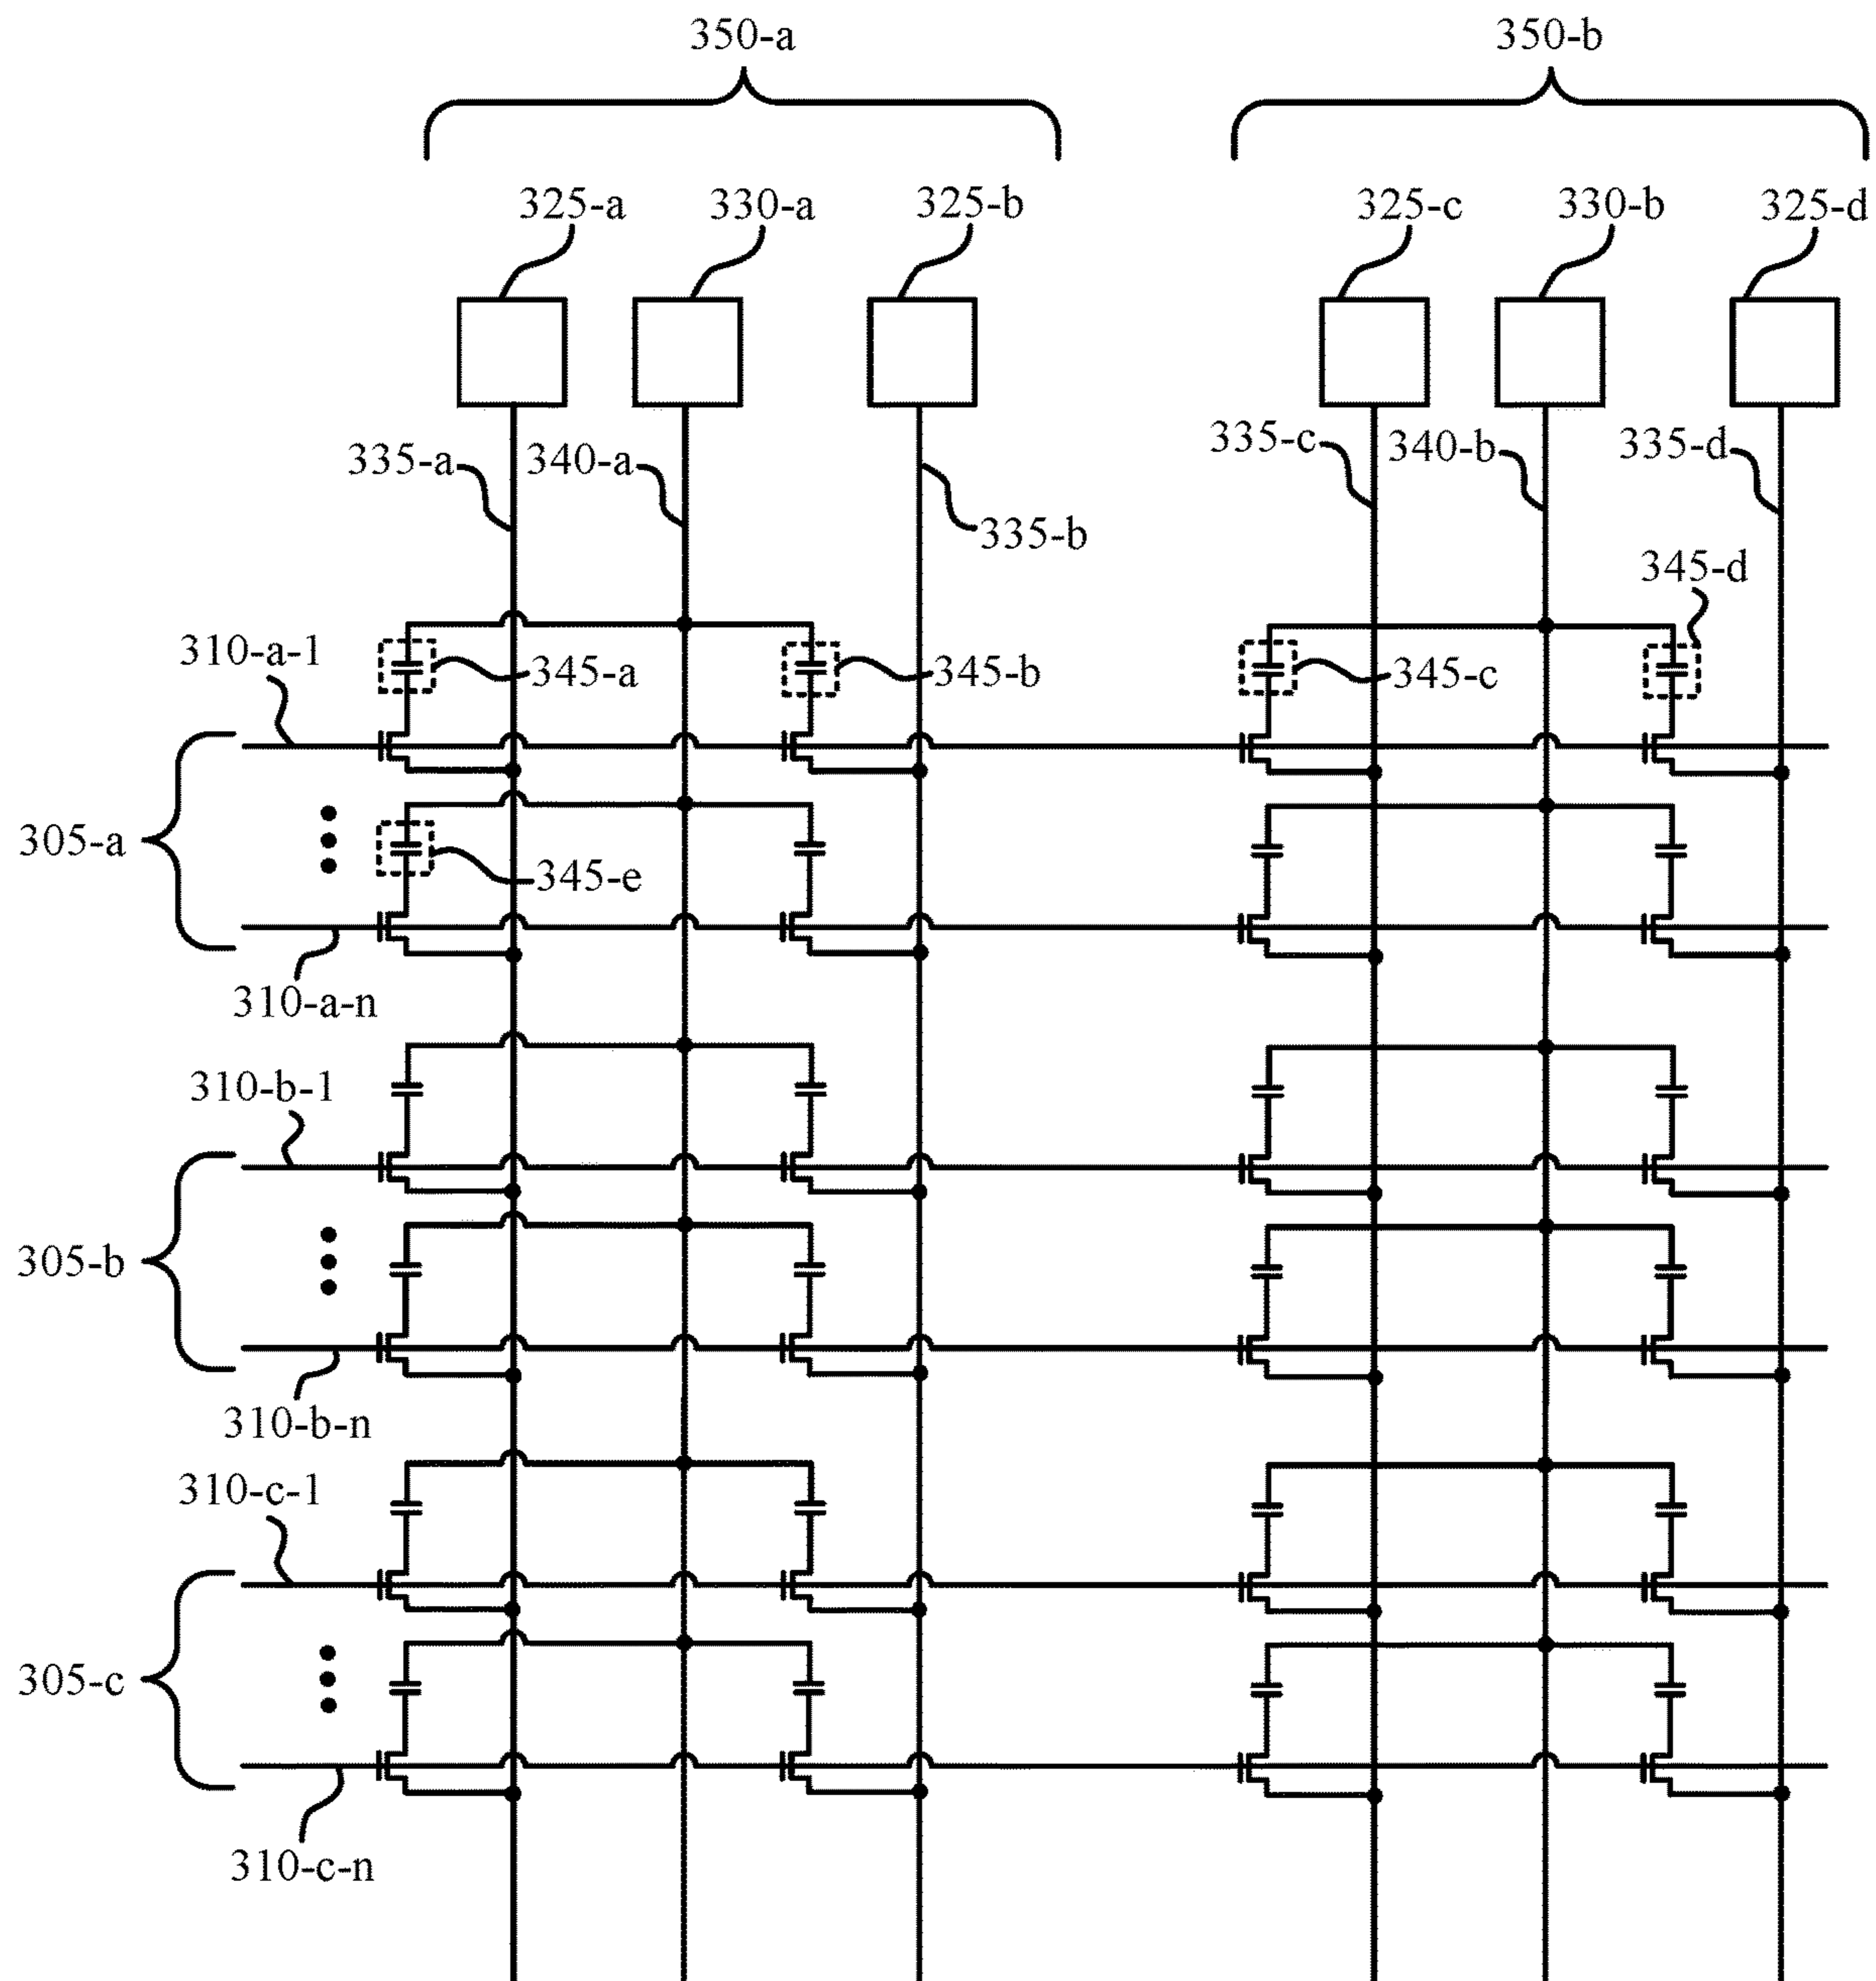 350-a 350-b
325-a 330-a 325-b 325-c 330-b 325-d
335-a 340-a 335-b 335-c 340-b 335-d
345-d
310-a-1 345-a 345-b 345-c
305-a
345-e
310-a-n
310-b-1
305-b
310-b-n
310-c-1
305-c
310-c-n